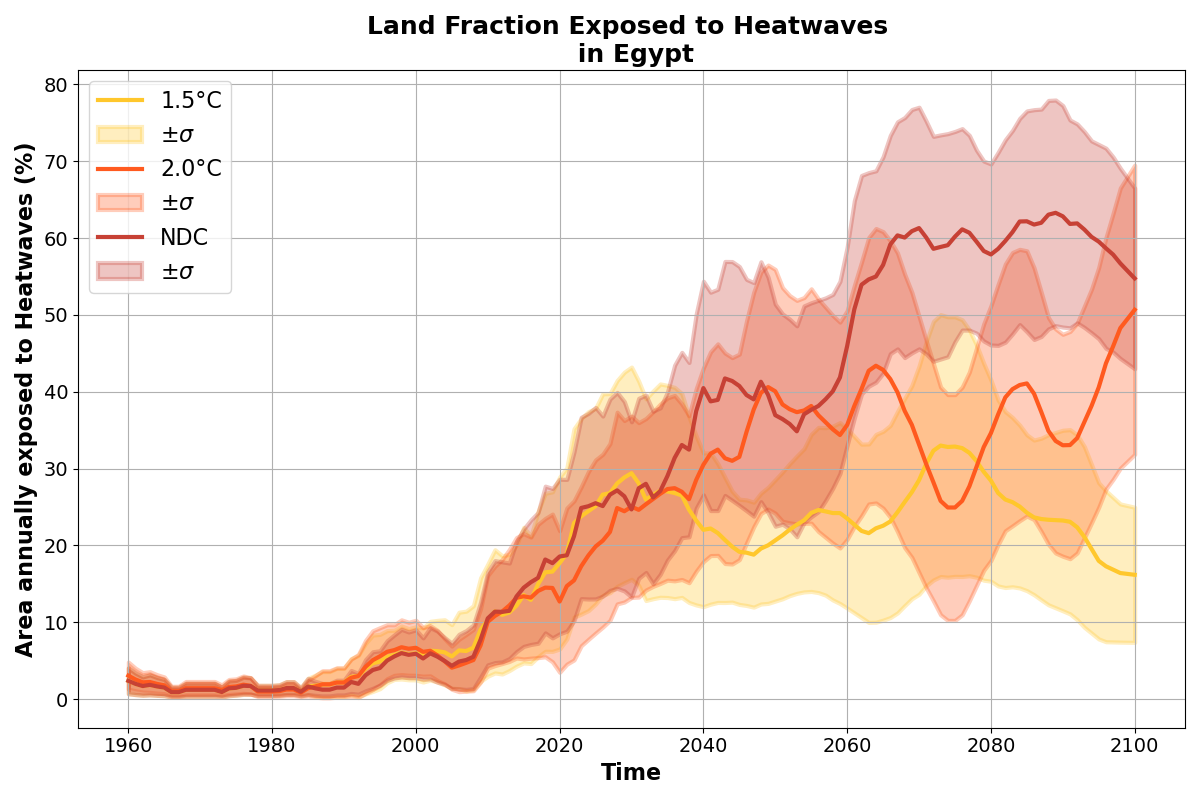 Land Fraction Exposed to Heatwaves
in Egypt
Area annually exposed to Heatwaves (%)
80
70
60
50
40
30
20
10
0
1.5°C
±σ
2.0°C
±σ
NDC
±σ
1960 1980 2000 2020 2040 2060 2080 2100
Time